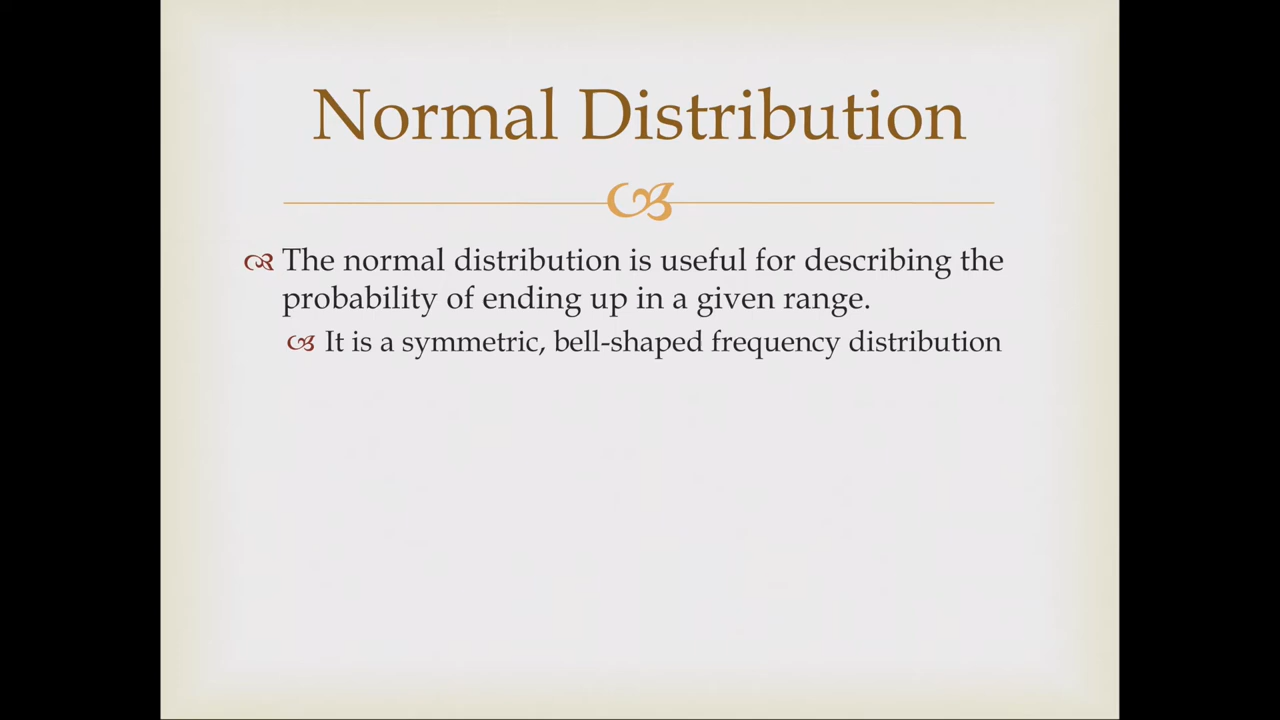 Normal Distribution
The normal distribution is useful for describing the
probability of ending up in a given range.
It is a symmetric, bell-shaped frequency distribution